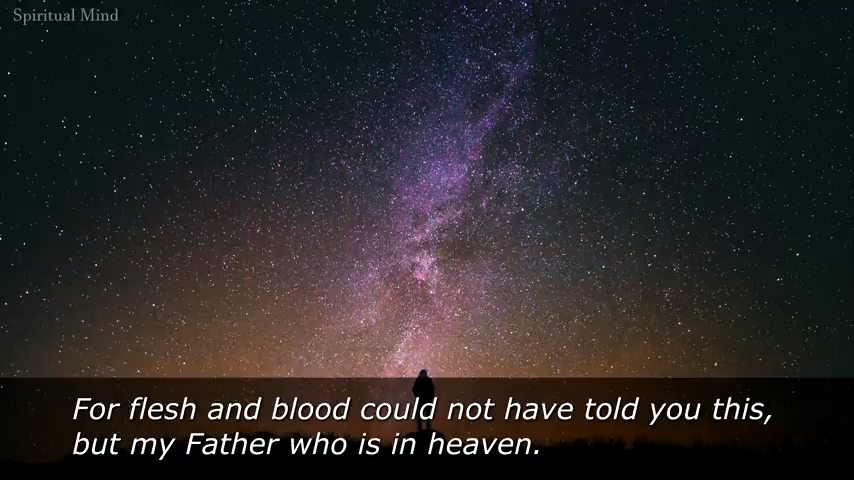 Spiritual Mind
For flesh and blood could not have told you this,
but my Father who is in heaven.